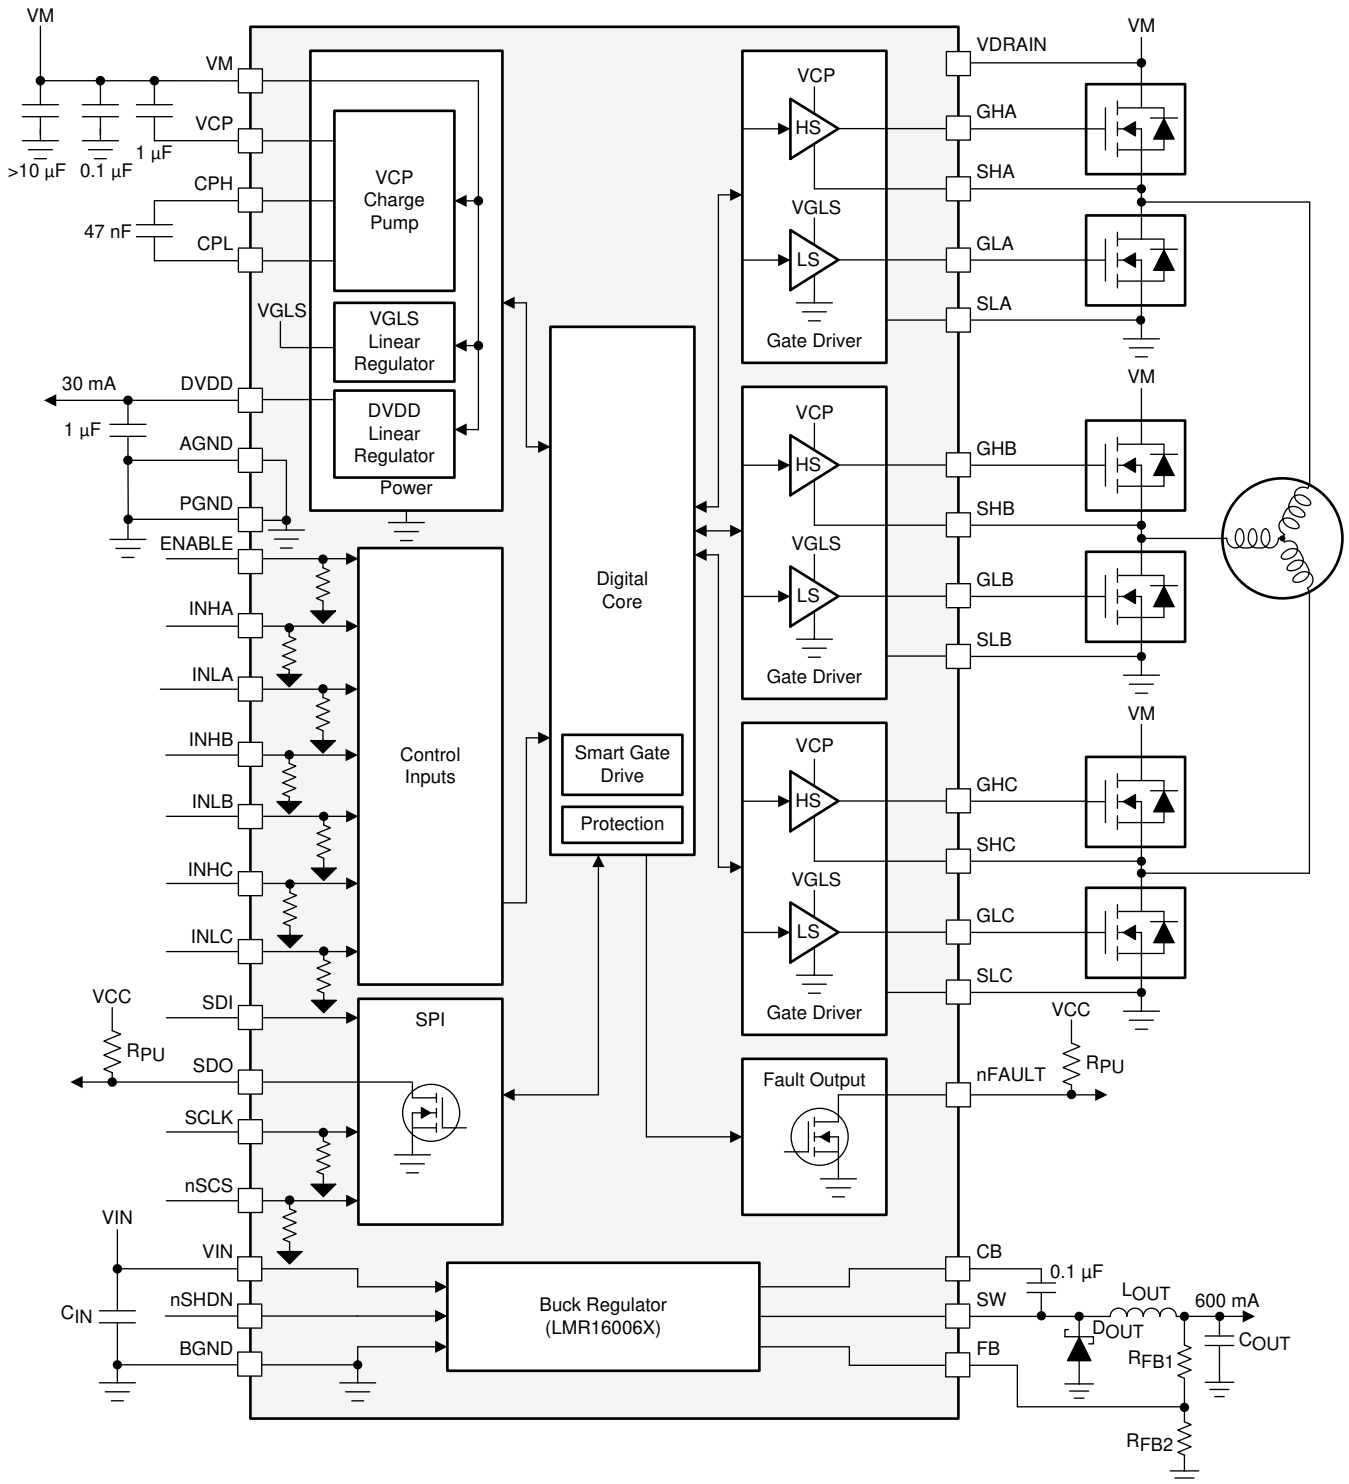 VM
VM
VCP
>10 µF
0.1 µF
1 µF
CPH
47 nF
CPL
VCP
Charge
Pump
VGLS
VGLS
Linear
Regulator
30 mA
DVDD
1 µF
DVDD
Linear
Regulator
Power
AGND
PGND
ENABLE
INHA
INLA
INHB
INLB
INHC
INLC
Control
Inputs
SDI
VCC
RPU
SDO
SCLK
nSCS
SPI
VIN
VIN
CIN
nSHDN
BGND
Digital
Core
Smart Gate
Drive
Protection
Buck Regulator
(LMR16006X)
VCP
HS
VGLS
LS
Gate Driver
VCP
HS
VGLS
LS
Gate Driver
VCP
HS
VGLS
LS
Gate Driver
Fault Output
VDRAIN
VM
GHA
SHA
GLA
SLA
VM
GHB
SHB
GLB
SLB
VM
GHC
SHC
GLC
SLC
VCC
RPU
nFAULT
CB
0.1 µF
SW
LOUT
600 mA
DOUT
COUT
FB
RFB1
RFB2